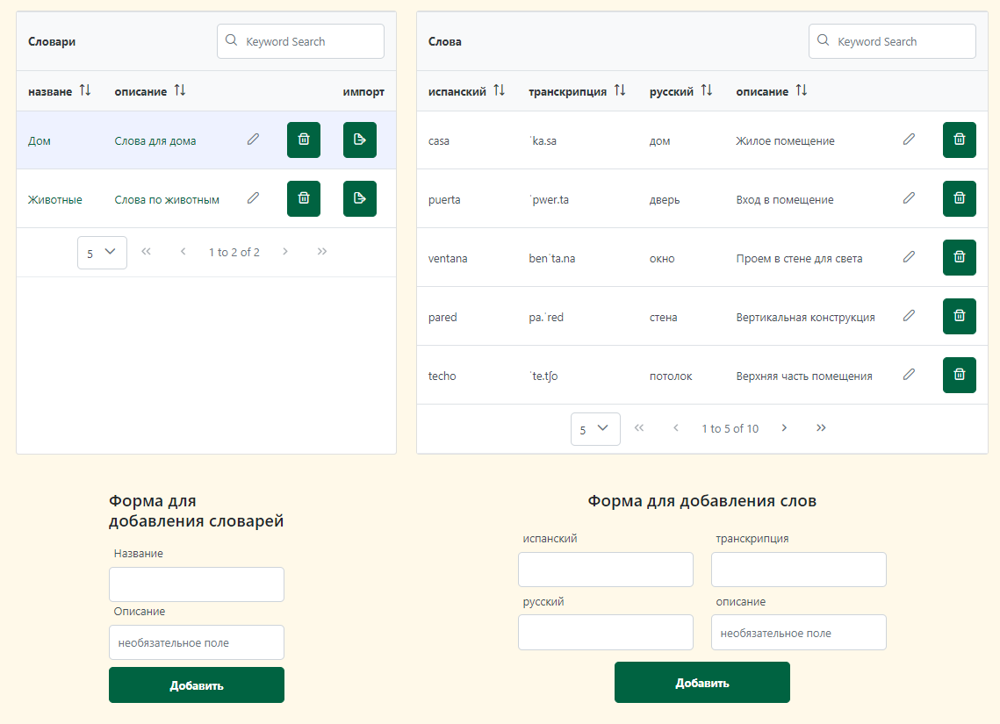 Словари
Keyword Search
назване описание импорт
Дом Слова для дома
Животные Слова по животным
5 1 to 2 of 2
Слова
Keyword Search
испанский транскрипция русский описание
casa ˈka.sa дом Жилое помещение
puerta ˈpwer.ta дверь Вход в помещение
ventana benˈta.na окно Проем в стене для света
pared pa.ˈred стена Вертикальная конструкция
techo ˈte.tʃo потолок Верхняя часть помещения
5 1 to 5 of 10
Форма для
добавления словарей
Название
Описание
необязательное поле
Добавить
Форма для добавления слов
испанский транскрипция
русский описание
необязательное поле
Добавить